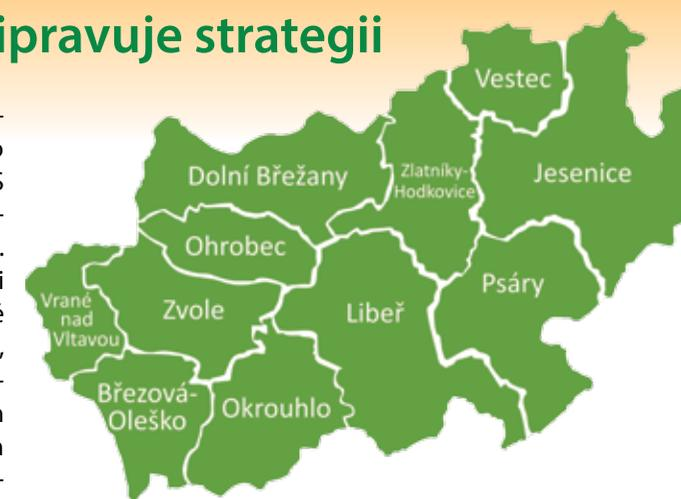 ipravuje strategii
Vestec
Dolní Břežany
Zlatníky-
Hodkovice
Jesenice
Ohrobec
Psáry
Vrané
nad
Vltavou
Zvole
Libeř
Březová-
Oleško
Okrouhlo